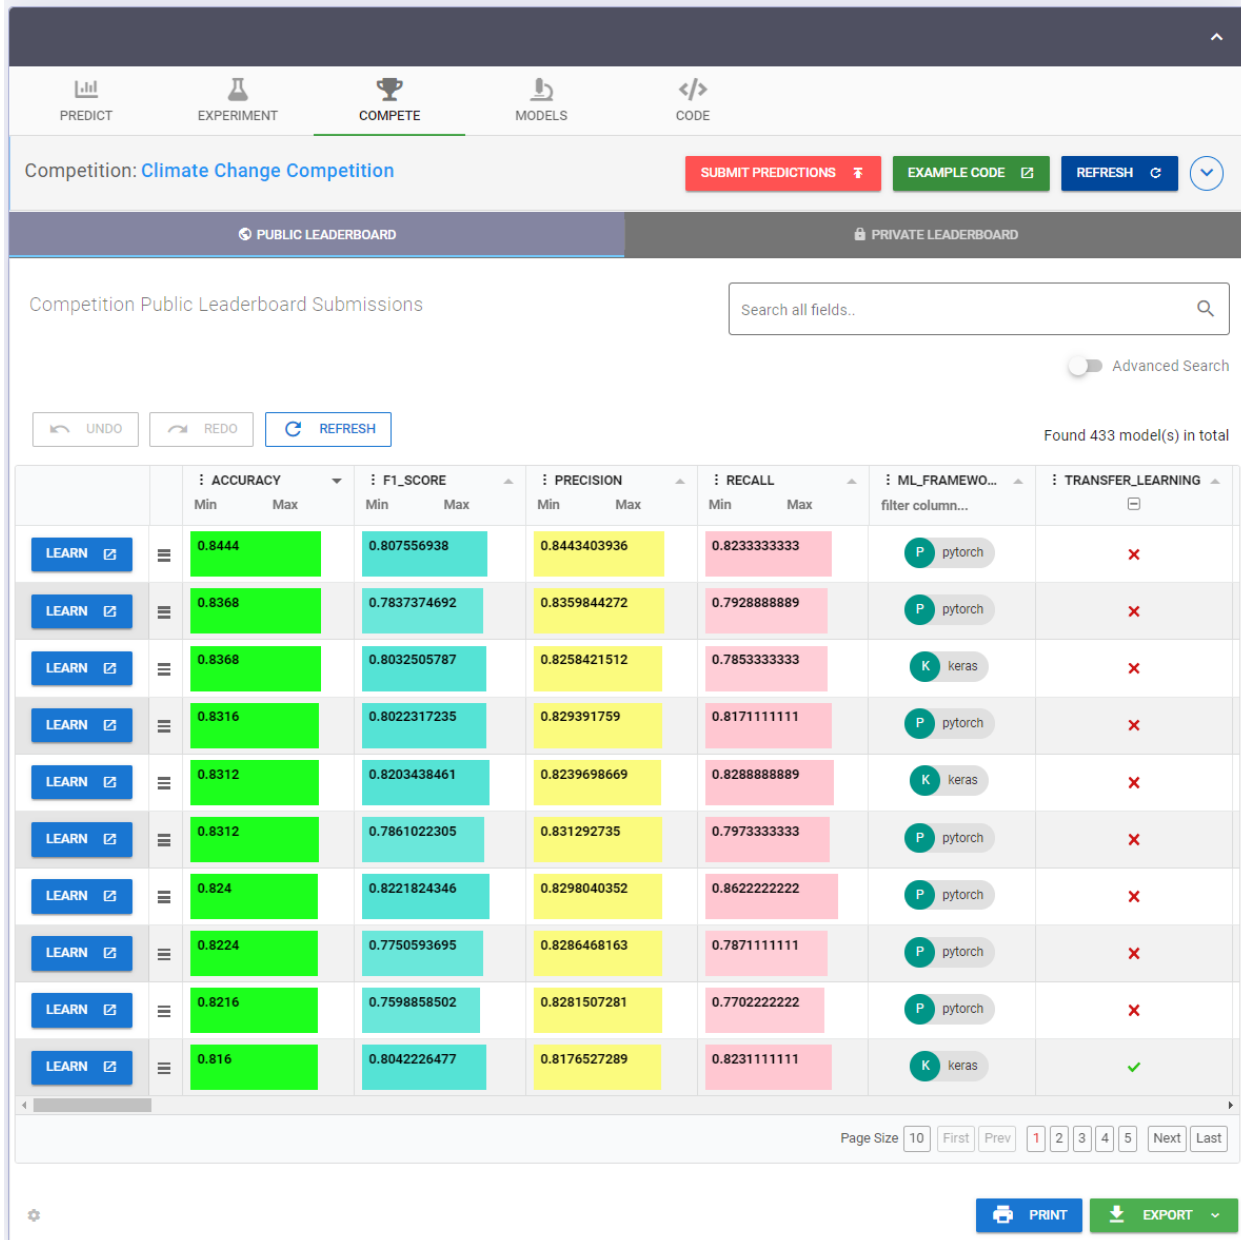 PREDICT EXPERIMENT COMPETE MODELS CODE
Competition: Climate Change Competition SUBMIT PREDICTIONS EXAMPLE CODE REFRESH
PUBLIC LEADERBOARD PRIVATE LEADERBOARD
Competition Public Leaderboard Submissions Search all fields..
Advanced Search
UNDO REDO REFRESH Found 433 model(s) in total
ACCURACY F1_SCORE PRECISION RECALL ML_FRAMEWO... TRANSFER_LEARNING
Min Max Min Max Min Max Min Max filter column...
LEARN 0.8444 0.807556938 0.8443403936 0.8233333333 P pytorch
LEARN 0.8368 0.7837374692 0.8359844272 0.7928888889 P pytorch
LEARN 0.8368 0.8032505787 0.8258421512 0.7853333333 K keras
LEARN 0.8316 0.8022317235 0.829391759 0.8171111111 P pytorch
LEARN 0.8312 0.8203438461 0.8239698669 0.8288888889 K keras
LEARN 0.8312 0.7861022305 0.831292735 0.7973333333 P pytorch
LEARN 0.824 0.8221824346 0.8298040352 0.8622222222 P pytorch
LEARN 0.8224 0.7750593695 0.8286468163 0.7871111111 P pytorch
LEARN 0.8216 0.7598858502 0.8281507281 0.7702222222 P pytorch
LEARN 0.816 0.8042226477 0.8176527289 0.8231111111 K keras
Page Size 10 First Prev 1 2 3 4 5 Next Last
PRINT EXPORT